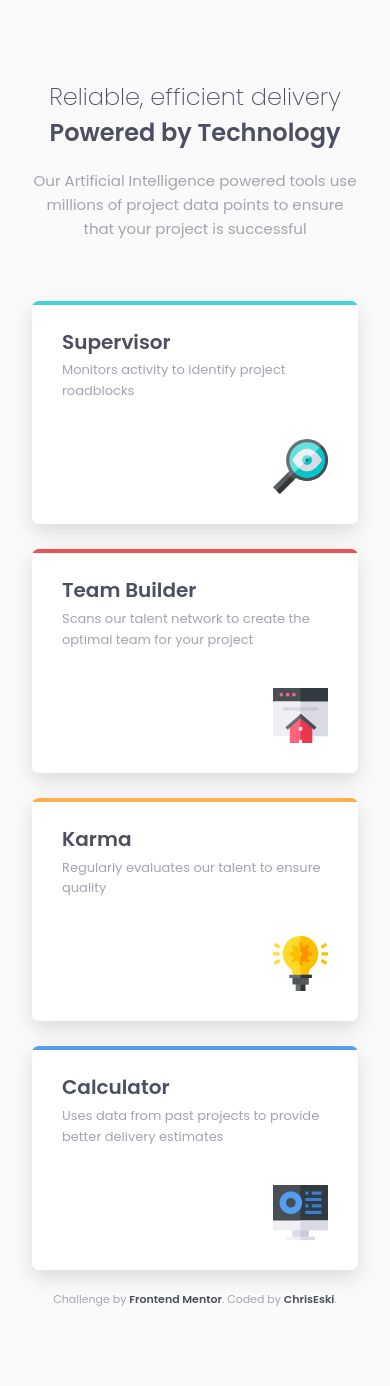 Reliable, efficient delivery
Powered by Technology
Our Artificial Intelligence powered tools use
millions of project data points to ensure
that your project is successful
Supervisor
Monitors activity to identify project
roadblocks
Team Builder
Scans our talent network to create the
optimal team for your project
Karma
Regularly evaluates our talent to ensure
quality
Calculator
Uses data from past projects to provide
better delivery estimates
Challenge by Frontend Mentor. Coded by ChrisEski.